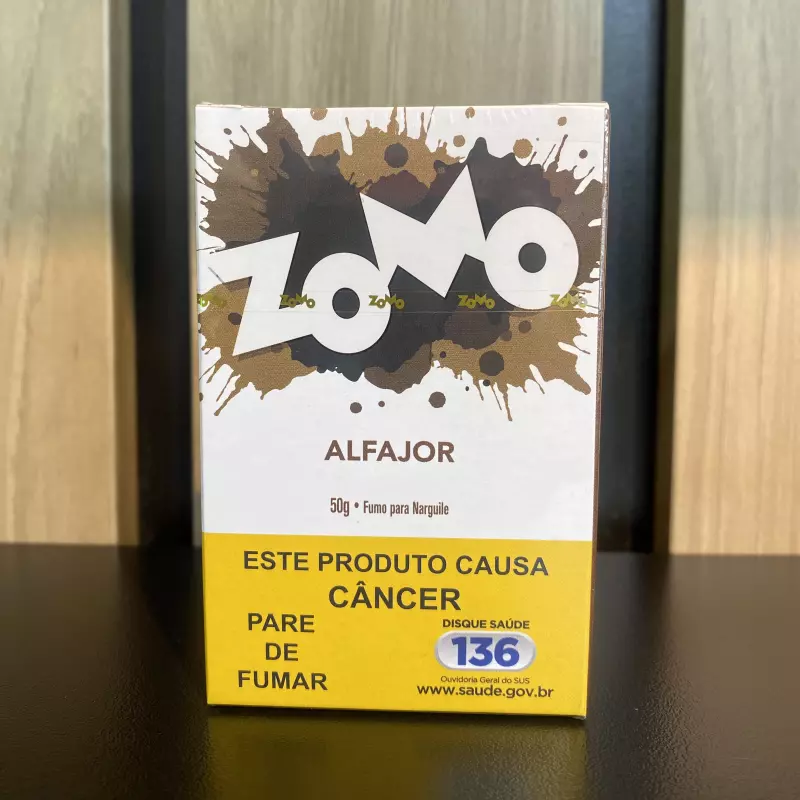 ZOMO
ZOMO ZOMO ZOMO ZOMO ZOMO
ALFAJOR
50g • Fumo para Narguile
ESTE PRODUTO CAUSA
CÂNCER
PARE
DE
FUMAR
DISQUE SAÚDE
136
Ouvidoria Geral do SUS
www.saude.gov.br